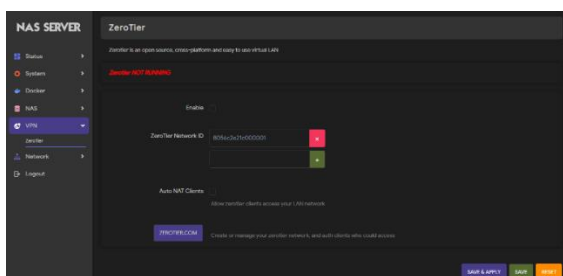 NAS SERVER
ZeroTier
Zerotier is an open source, cross-platform and easy to use virtual LAN
Zerotier NOT RUNNING
Status
System
Docker
NAS
VPN
Zerotier
Network
Logout
Enable
ZeroTier Network ID
8056c2e21c000001
Auto NAT Clients
Allow zerotier clients access your LAN network
ZEROTIER.COM
Create or manage your zerotier network, and auth clients who could access
SAVE & APPLY
SAVE
RESET